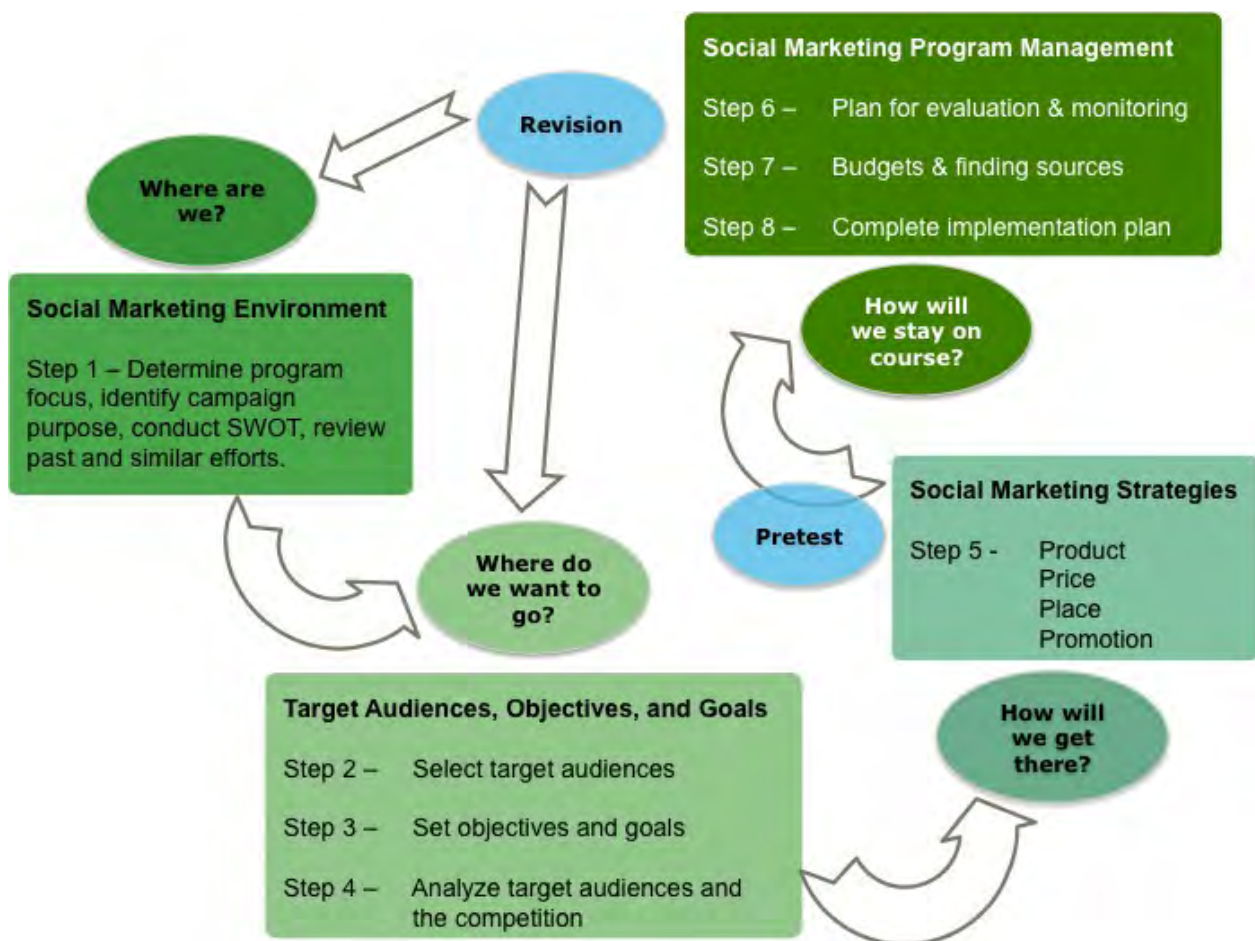 Revision
Where are
we?
Social Marketing Environment
Step 1 – Determine program
focus, identify campaign
purpose, conduct SWOT, review
past and similar efforts.
Where do
we want to
go?
Target Audiences, Objectives, and Goals
Step 2 – Select target audiences
Step 3 – Set objectives and goals
Step 4 – Analyze target audiences and
the competition
How will
we get
there?
Social Marketing Strategies
Step 5 - Product
Price
Place
Promotion
Pretest
How will
we stay on
course?
Social Marketing Program Management
Step 6 – Plan for evaluation & monitoring
Step 7 – Budgets & finding sources
Step 8 – Complete implementation plan